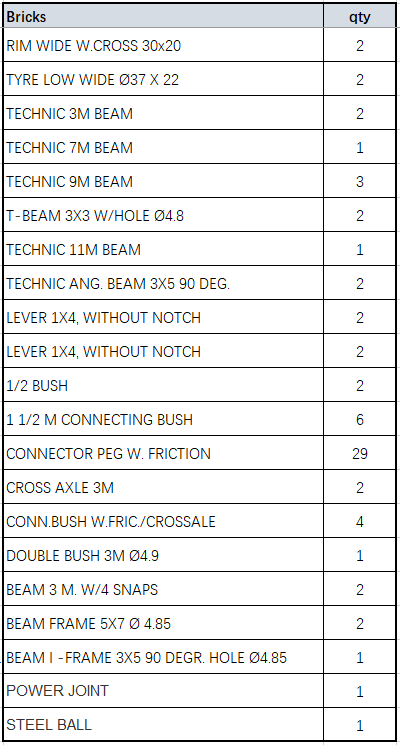 Bricks qty
RIM WIDE W.CROSS 30x20 2
TYRE LOW WIDE Ø37 X 22 2
TECHNIC 3M BEAM 2
TECHNIC 7M BEAM 1
TECHNIC 9M BEAM 3
T-BEAM 3X3 W/HOLE Ø4.8 2
TECHNIC 11M BEAM 1
TECHNIC ANG. BEAM 3X5 90 DEG. 2
LEVER 1X4, WITHOUT NOTCH 2
LEVER 1X4, WITHOUT NOTCH 2
1/2 BUSH 2
1 1/2 M CONNECTING BUSH 6
CONNECTOR PEG W. FRICTION 29
CROSS AXLE 3M 2
CONN.BUSH W.FRIC./CROSSALE 4
DOUBLE BUSH 3M Ø4.9 1
BEAM 3 M. W/4 SNAPS 2
BEAM FRAME 5X7 Ø 4.85 2
BEAM I -FRAME 3X5 90 DEGR. HOLE Ø4.85 1
POWER JOINT 1
STEEL BALL 1